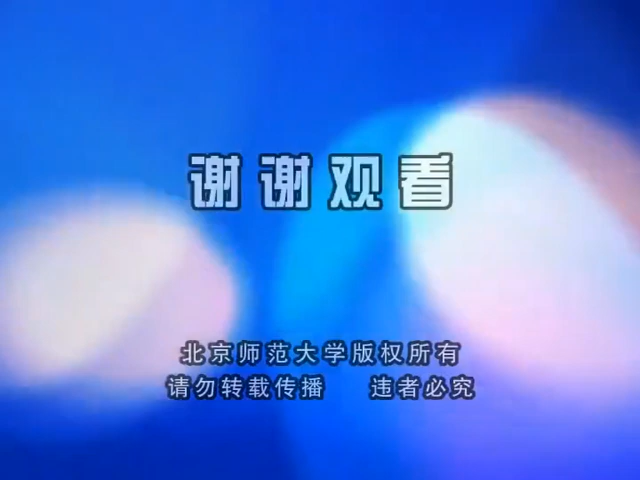 谢谢观看
北京师范大学版权所有
请勿转载传播 违者必究